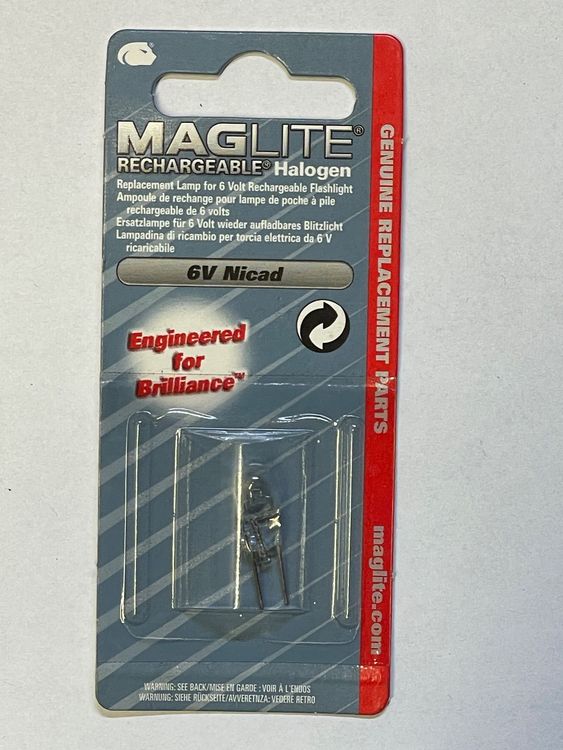 MAGLITE®
RECHARGEABLE® Halogen
Replacement Lamp for 6 Volt Rechargeable Flashlight
Ampoule de rechange pour lampe de poche à pile
rechargeable de 6 volts
Ersatzlampe für 6 Volt wieder aufladbares Blitzlicht
Lampadina di ricambio per torcia elettrica da 6 V
ricaricabile
6V Nicad
Engineered
for
Brilliance™
WARNING: SEE BACK/MISE EN GARDE : VOIR À L'ENDOS
WARNUNG: SIEHE RÜCKSEITE/AVVERETNZA: VEDERE RETRO
GENUINE REPLACEMENT PARTS
maglite.com